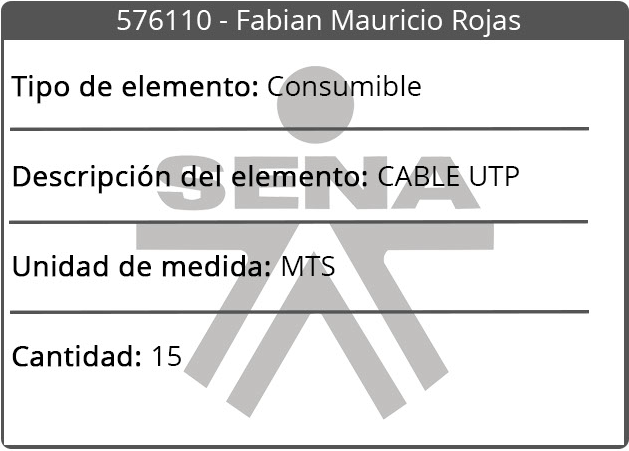 576110 - Fabian Mauricio Rojas
Tipo de elemento: Consumible
SENA
Descripción del elemento: CABLE UTP
Unidad de medida: MTS
Cantidad: 15